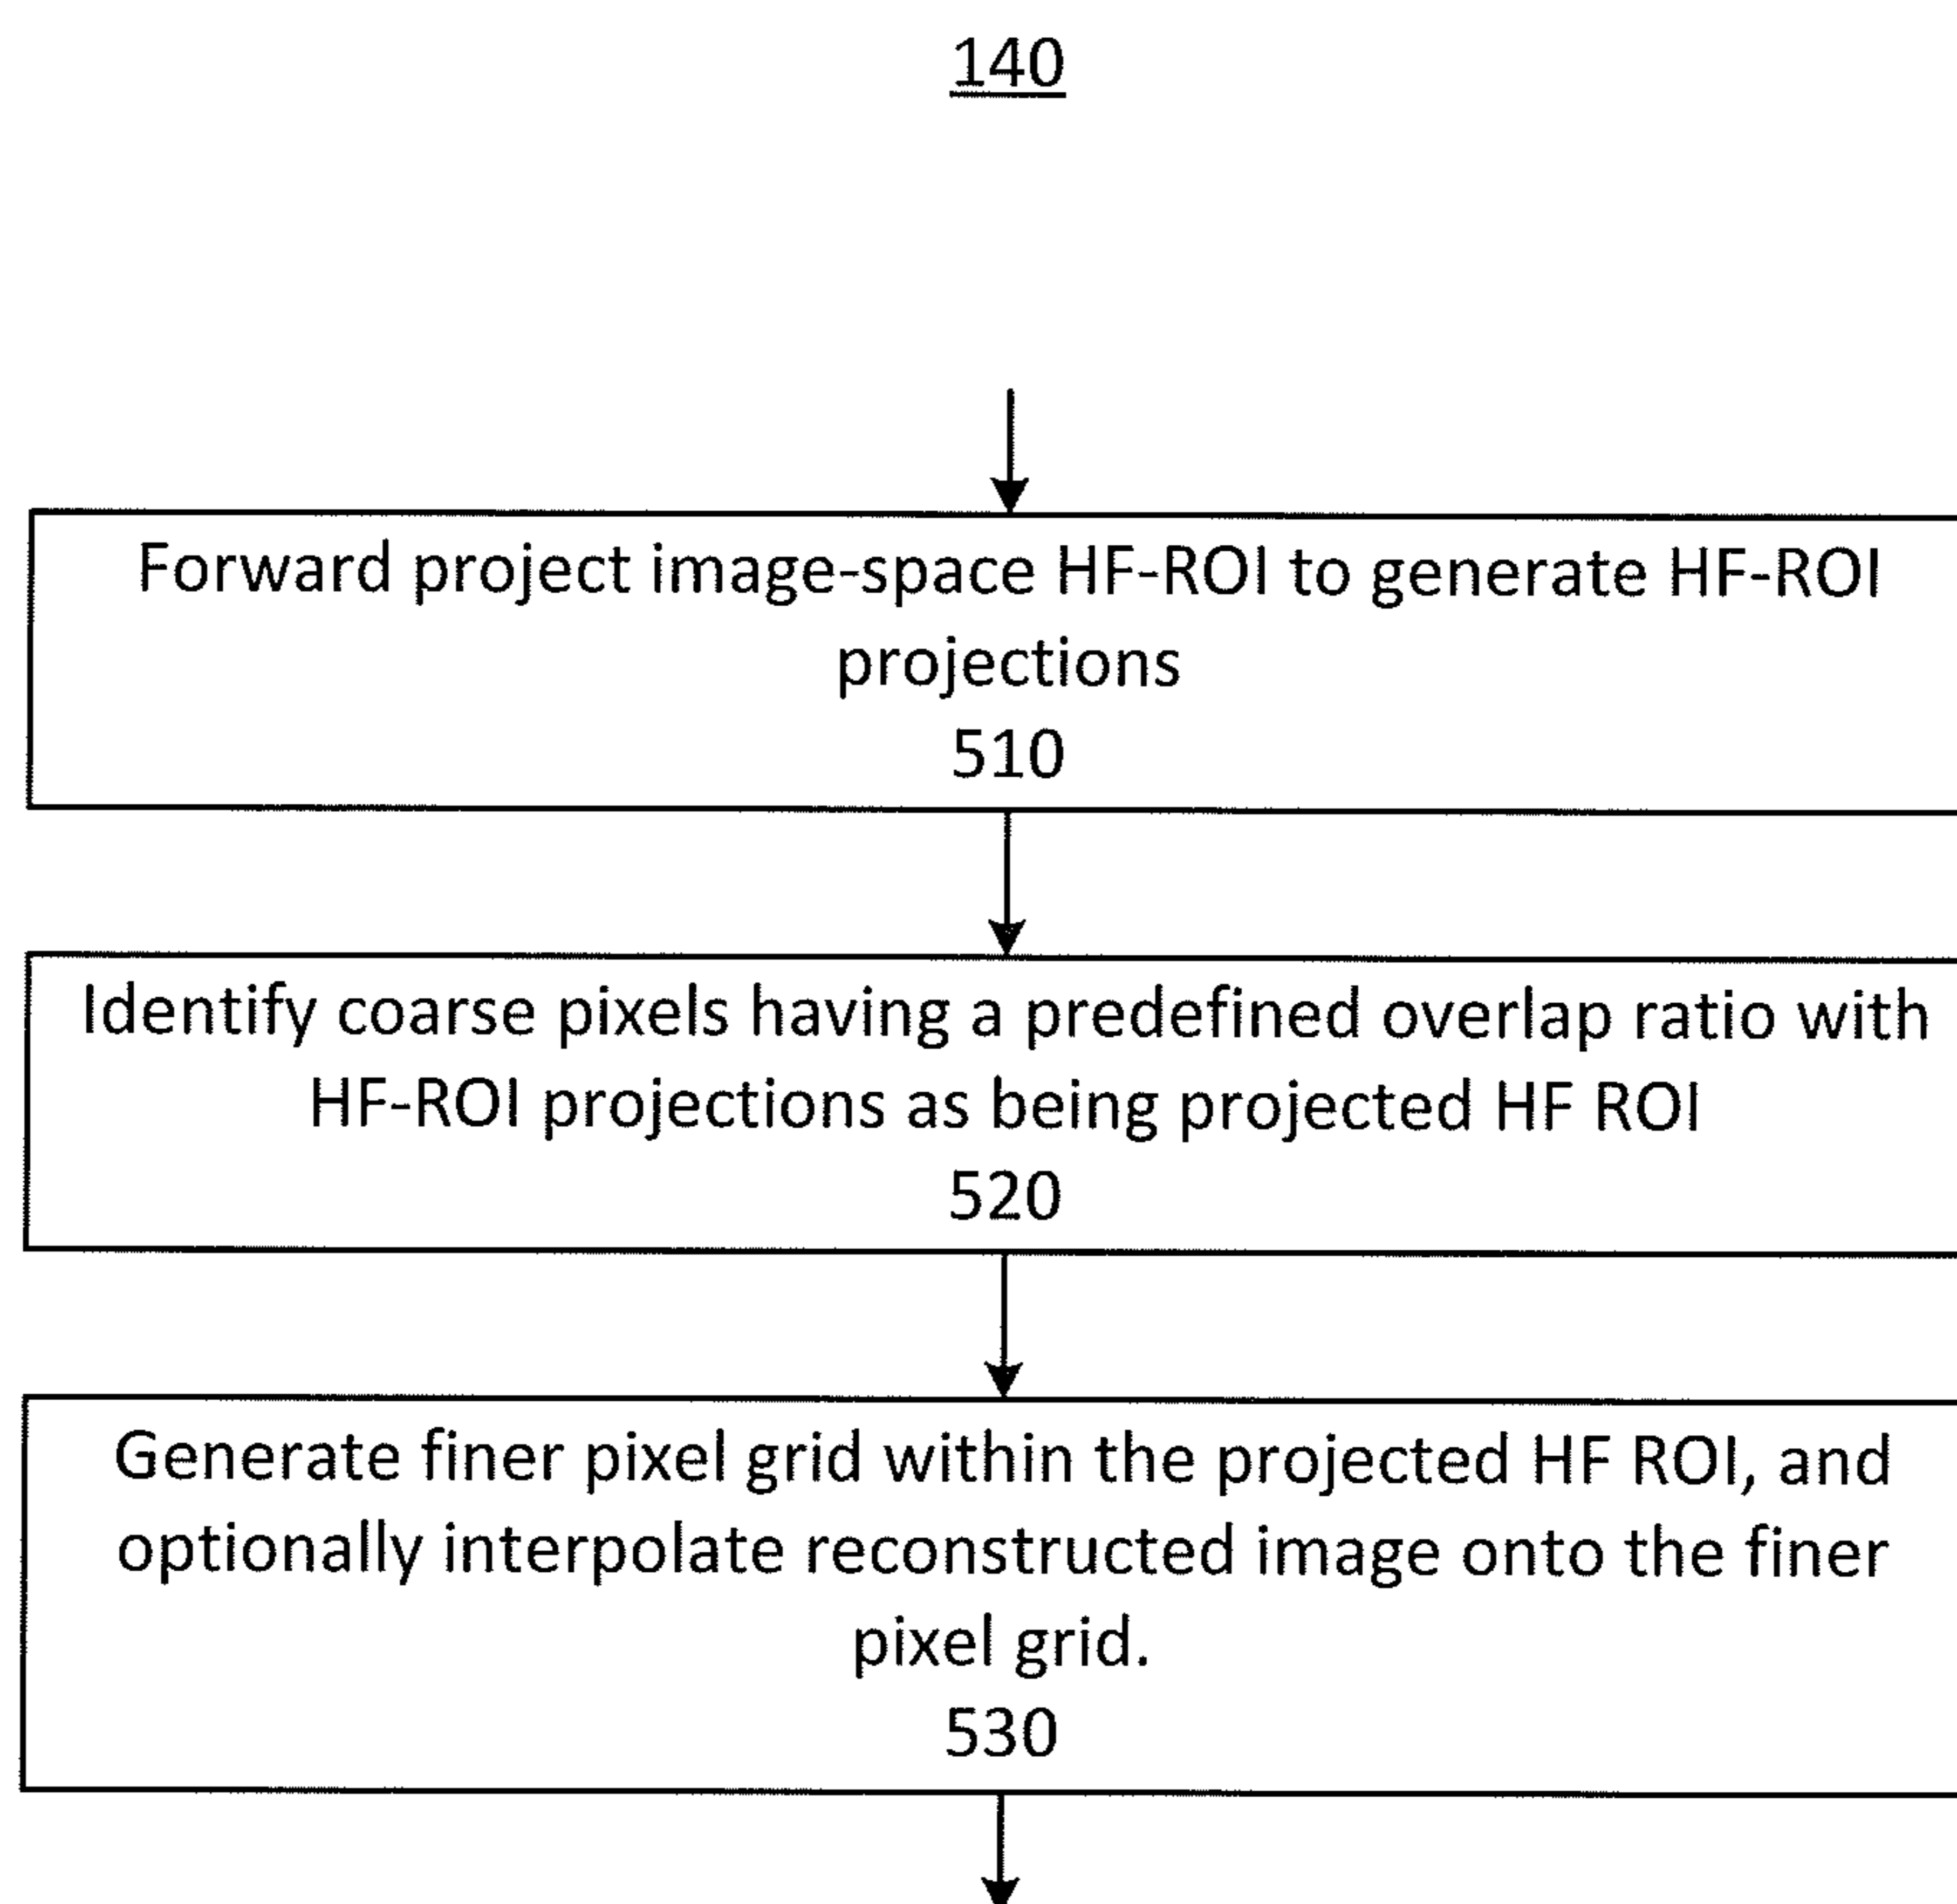 140
Forward project image-space HF-ROI to generate HF-ROI
projections
510
Identify coarse pixels having a predefined overlap ratio with
HF-ROI projections as being projected HF ROI
520
Generate finer pixel grid within the projected HF ROI, and
optionally interpolate reconstructed image onto the finer
pixel grid.
530